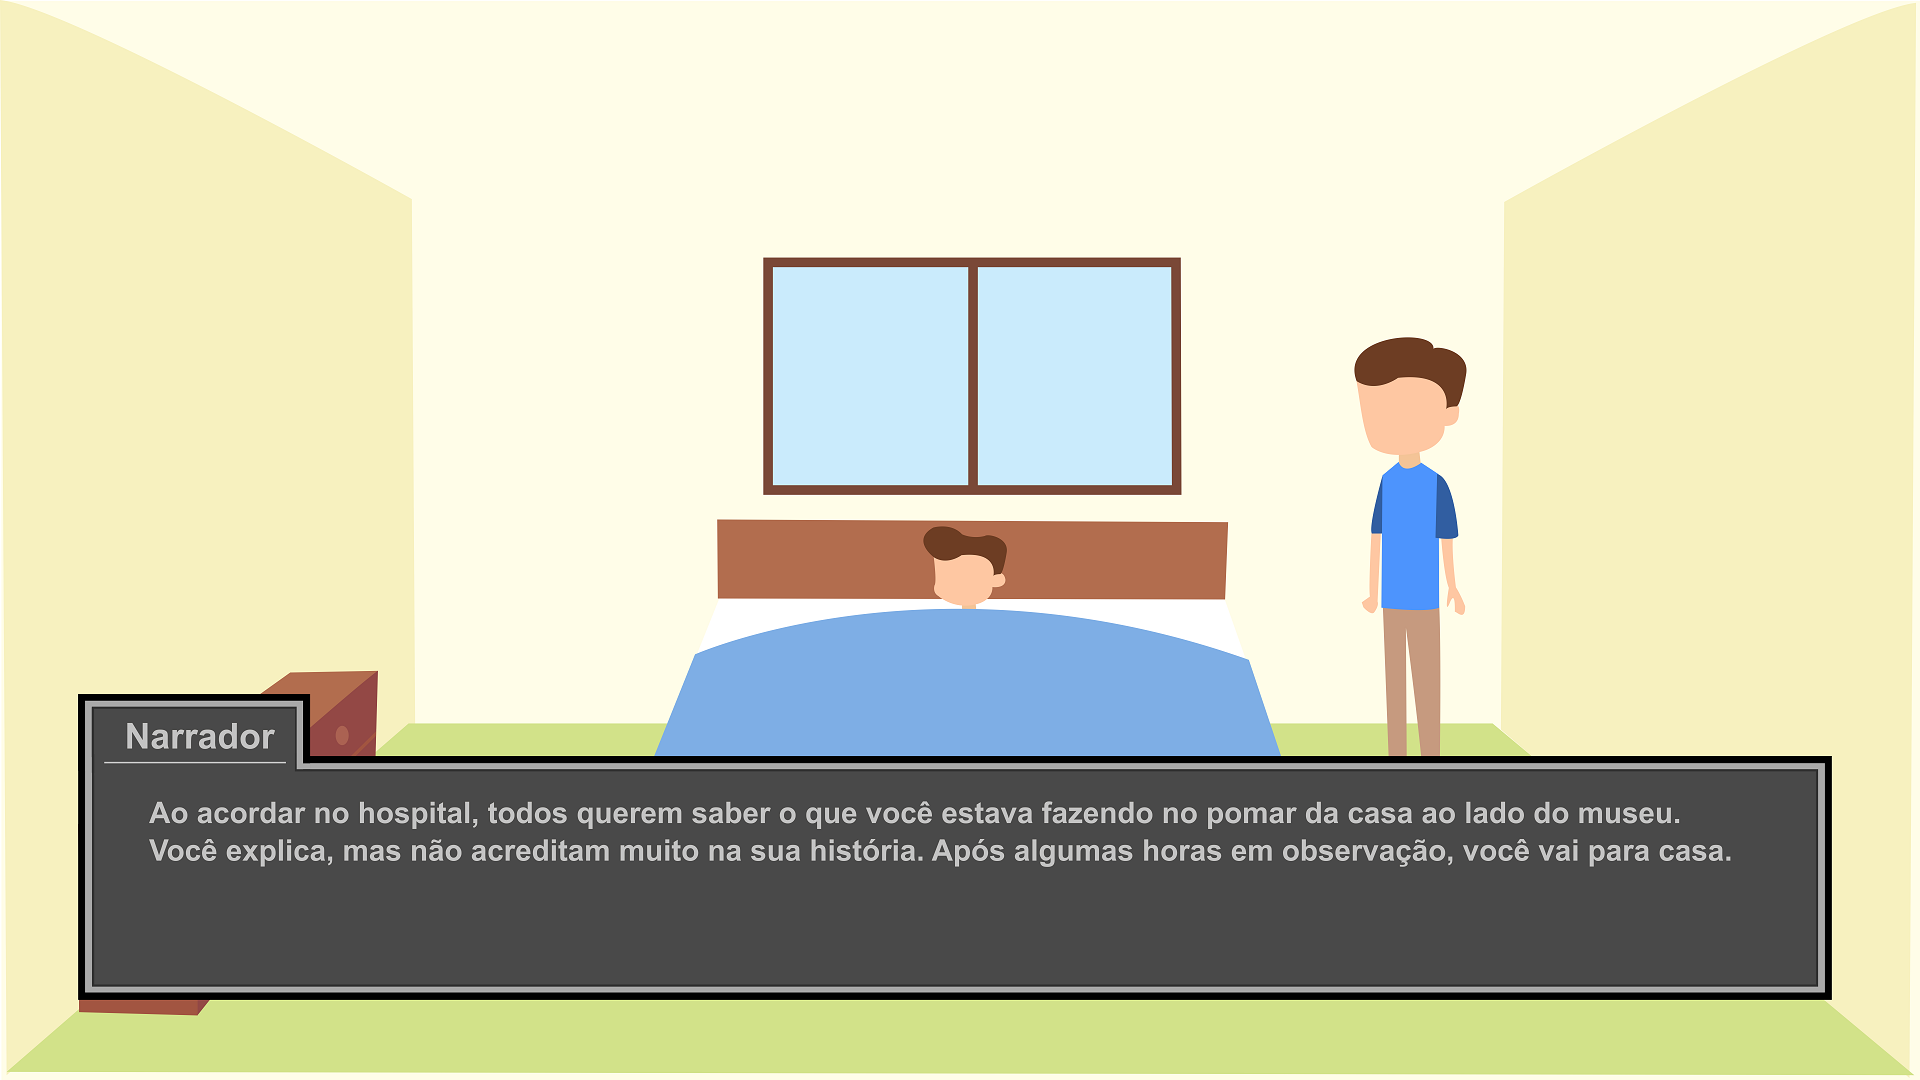 Narrador
Ao acordar no hospital, todos querem saber o que você estava fazendo no pomar da casa ao lado do museu.
Você explica, mas não acreditam muito na sua história. Após algumas horas em observação, você vai para casa.